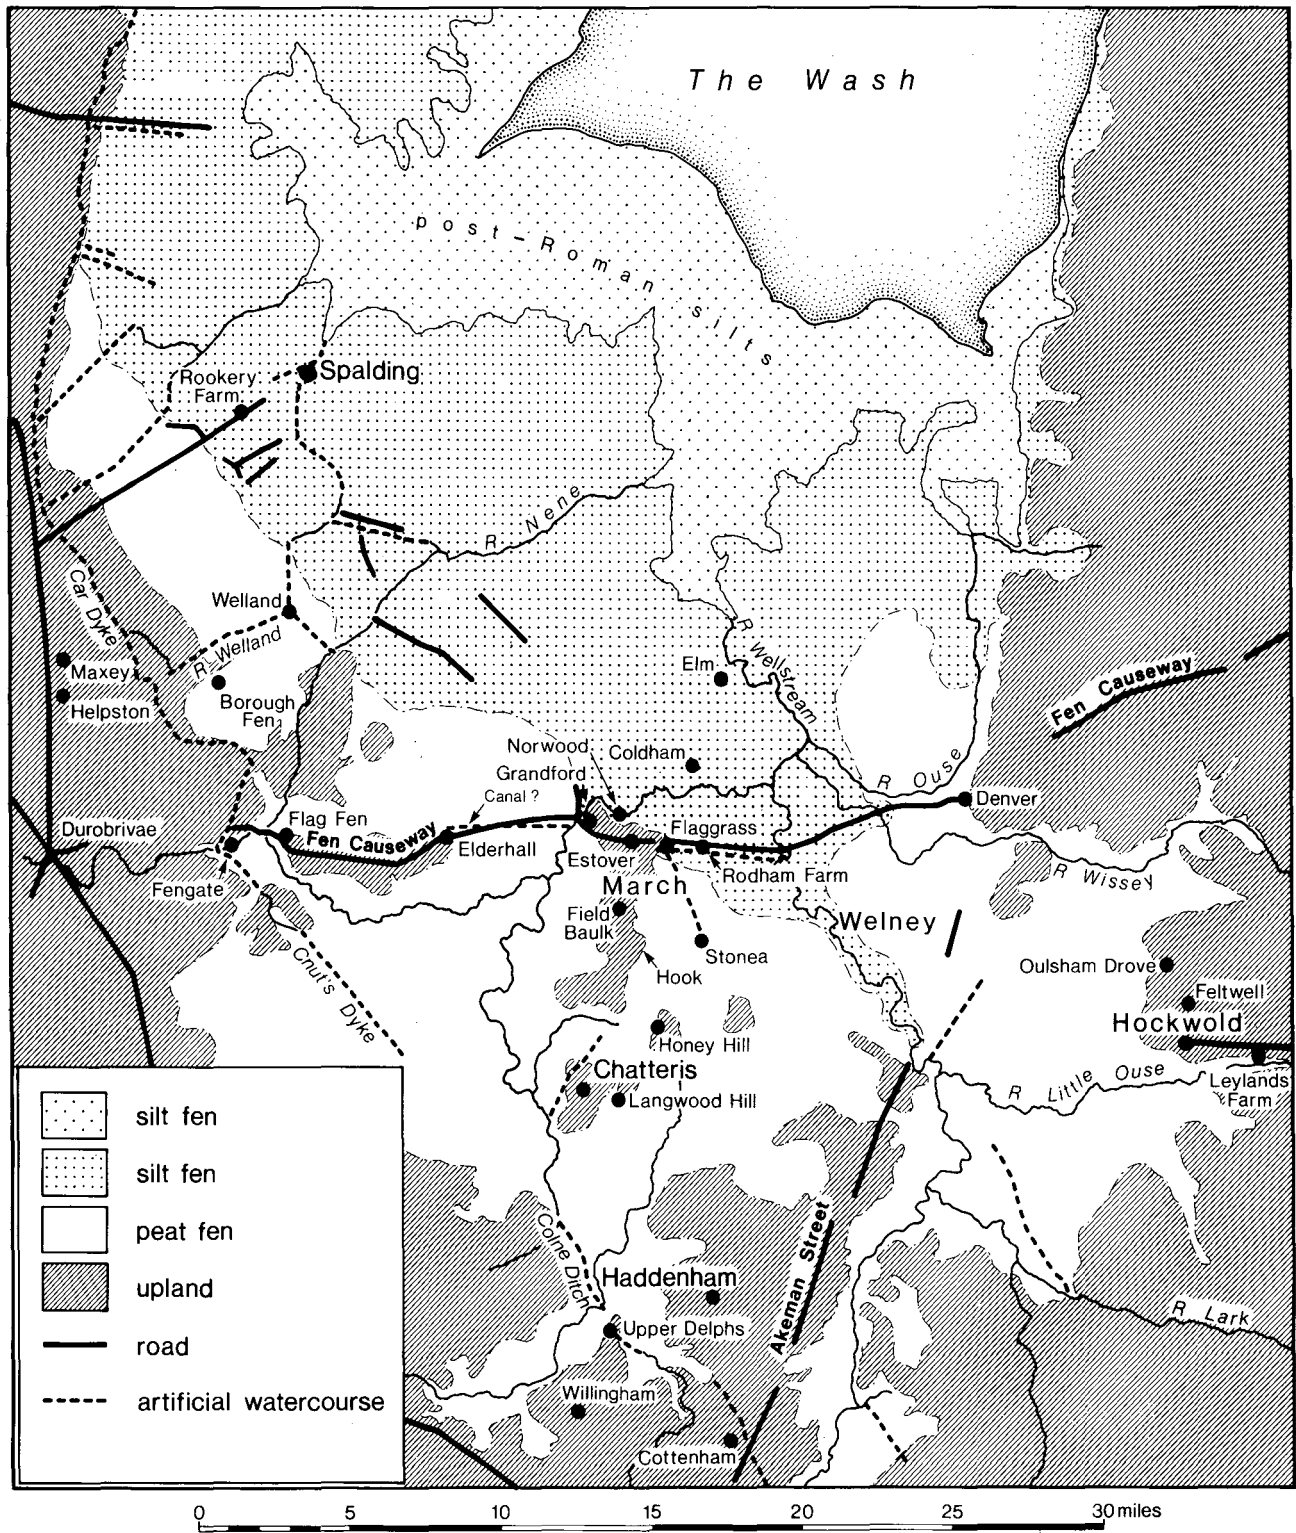 The Wash
post-Roman silts
Spalding
Rookery
Farm
R Nene
Car Dyke
Welland
R Welland
Maxey
Helpston
Borough
Fen
R Wellstream
Elm
Fen Causeway
Norwood
Coldham
Grandford
Canal ?
R Ouse
Denver
Durobrivae
Flag Fen
Fen Causeway
Elderhall
Flaggrass
Estover
Rodham Farm
Fengate
March
R Wissey
Field
Baulk
Welney
Stonea
Cnut's Dyke
Hook
Oulsham Drove
Feltwell
Hockwold
Honey Hill
Chatteris
Langwood Hill
R Little Ouse
Leylands
Farm
silt fen
silt fen
peat fen
upland
road
artificial watercourse
Colne Ditch
Akeman Street
Haddenham
Upper Delphs
R Lark
Willingham
Cottenham
0 5 10 15 20 25 30 miles